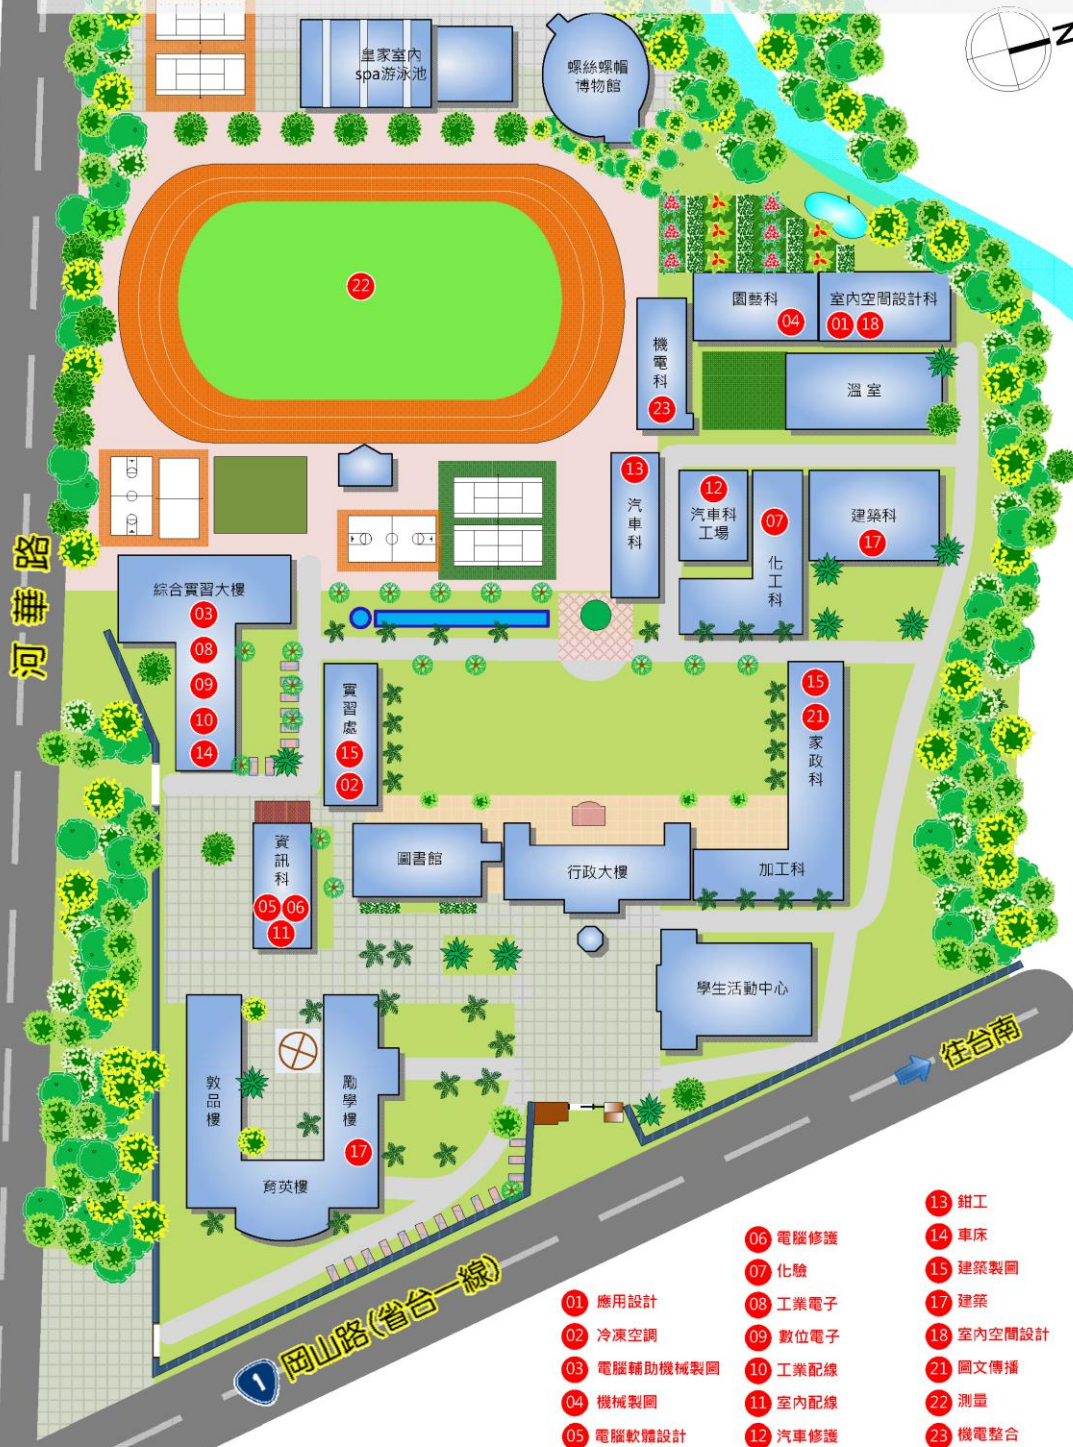 N
皇家室內
spa游泳池
螺絲螺帽
博物館
22
園藝科
04
室內空間設計科
01 18
機電科
23
溫室
13
汽車科
12
汽車科
工場
07
化工科
建築科
17
河華路
綜合實習大樓
03
08
09
10
14
實習處
15
02
15
21
家政科
資訊科
05 06
11
圖書館
行政大樓
加工科
學生活動中心
往台南
敦品樓
勵學樓
17
育英樓
1 岡山路(省台一線)
01 應用設計
02 冷凍空調
03 電腦輔助機械製圖
04 機械製圖
05 電腦軟體設計
06 電腦修護
07 化驗
08 工業電子
09 數位電子
10 工業配線
11 室內配線
12 汽車修護
13 鉗工
14 車床
15 建築製圖
17 建築
18 室內空間設計
21 圖文傳播
22 測量
23 機電整合